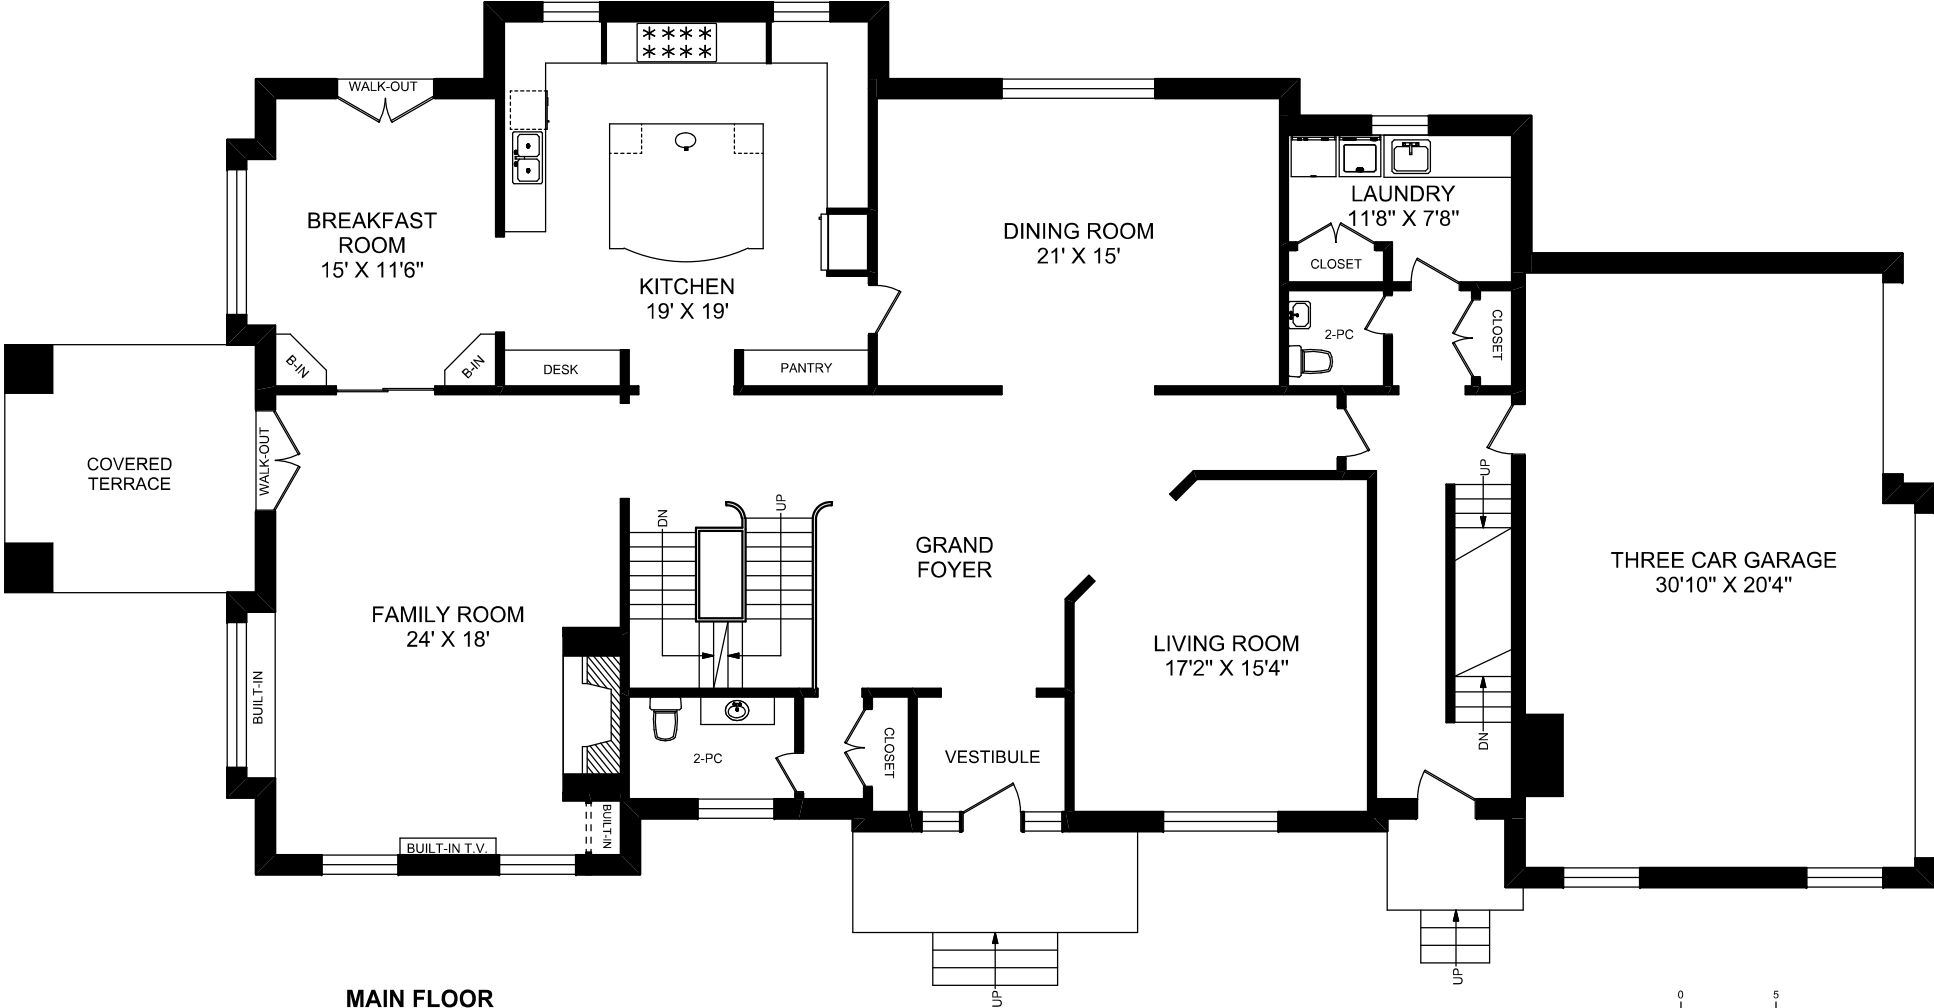 WALK-OUT
BREAKFAST
ROOM
15' X 11'6"
KITCHEN
19' X 19'
DINING ROOM
21' X 15'
LAUNDRY
11'8" X 7'8"
CLOSET
2-PC
CLOSET
B-IN
B-IN
DESK
PANTRY
COVERED
TERRACE
WALK-OUT
DN
UP
UP
GRAND
FOYER
THREE CAR GARAGE
30'10" X 20'4"
FAMILY ROOM
24' X 18'
LIVING ROOM
17'2" X 15'4"
BUILT-IN
2-PC
CLOSET
VESTIBULE
DN
BUILT-IN
BUILT-IN T.V.
UP
UP
MAIN FLOOR
0 5